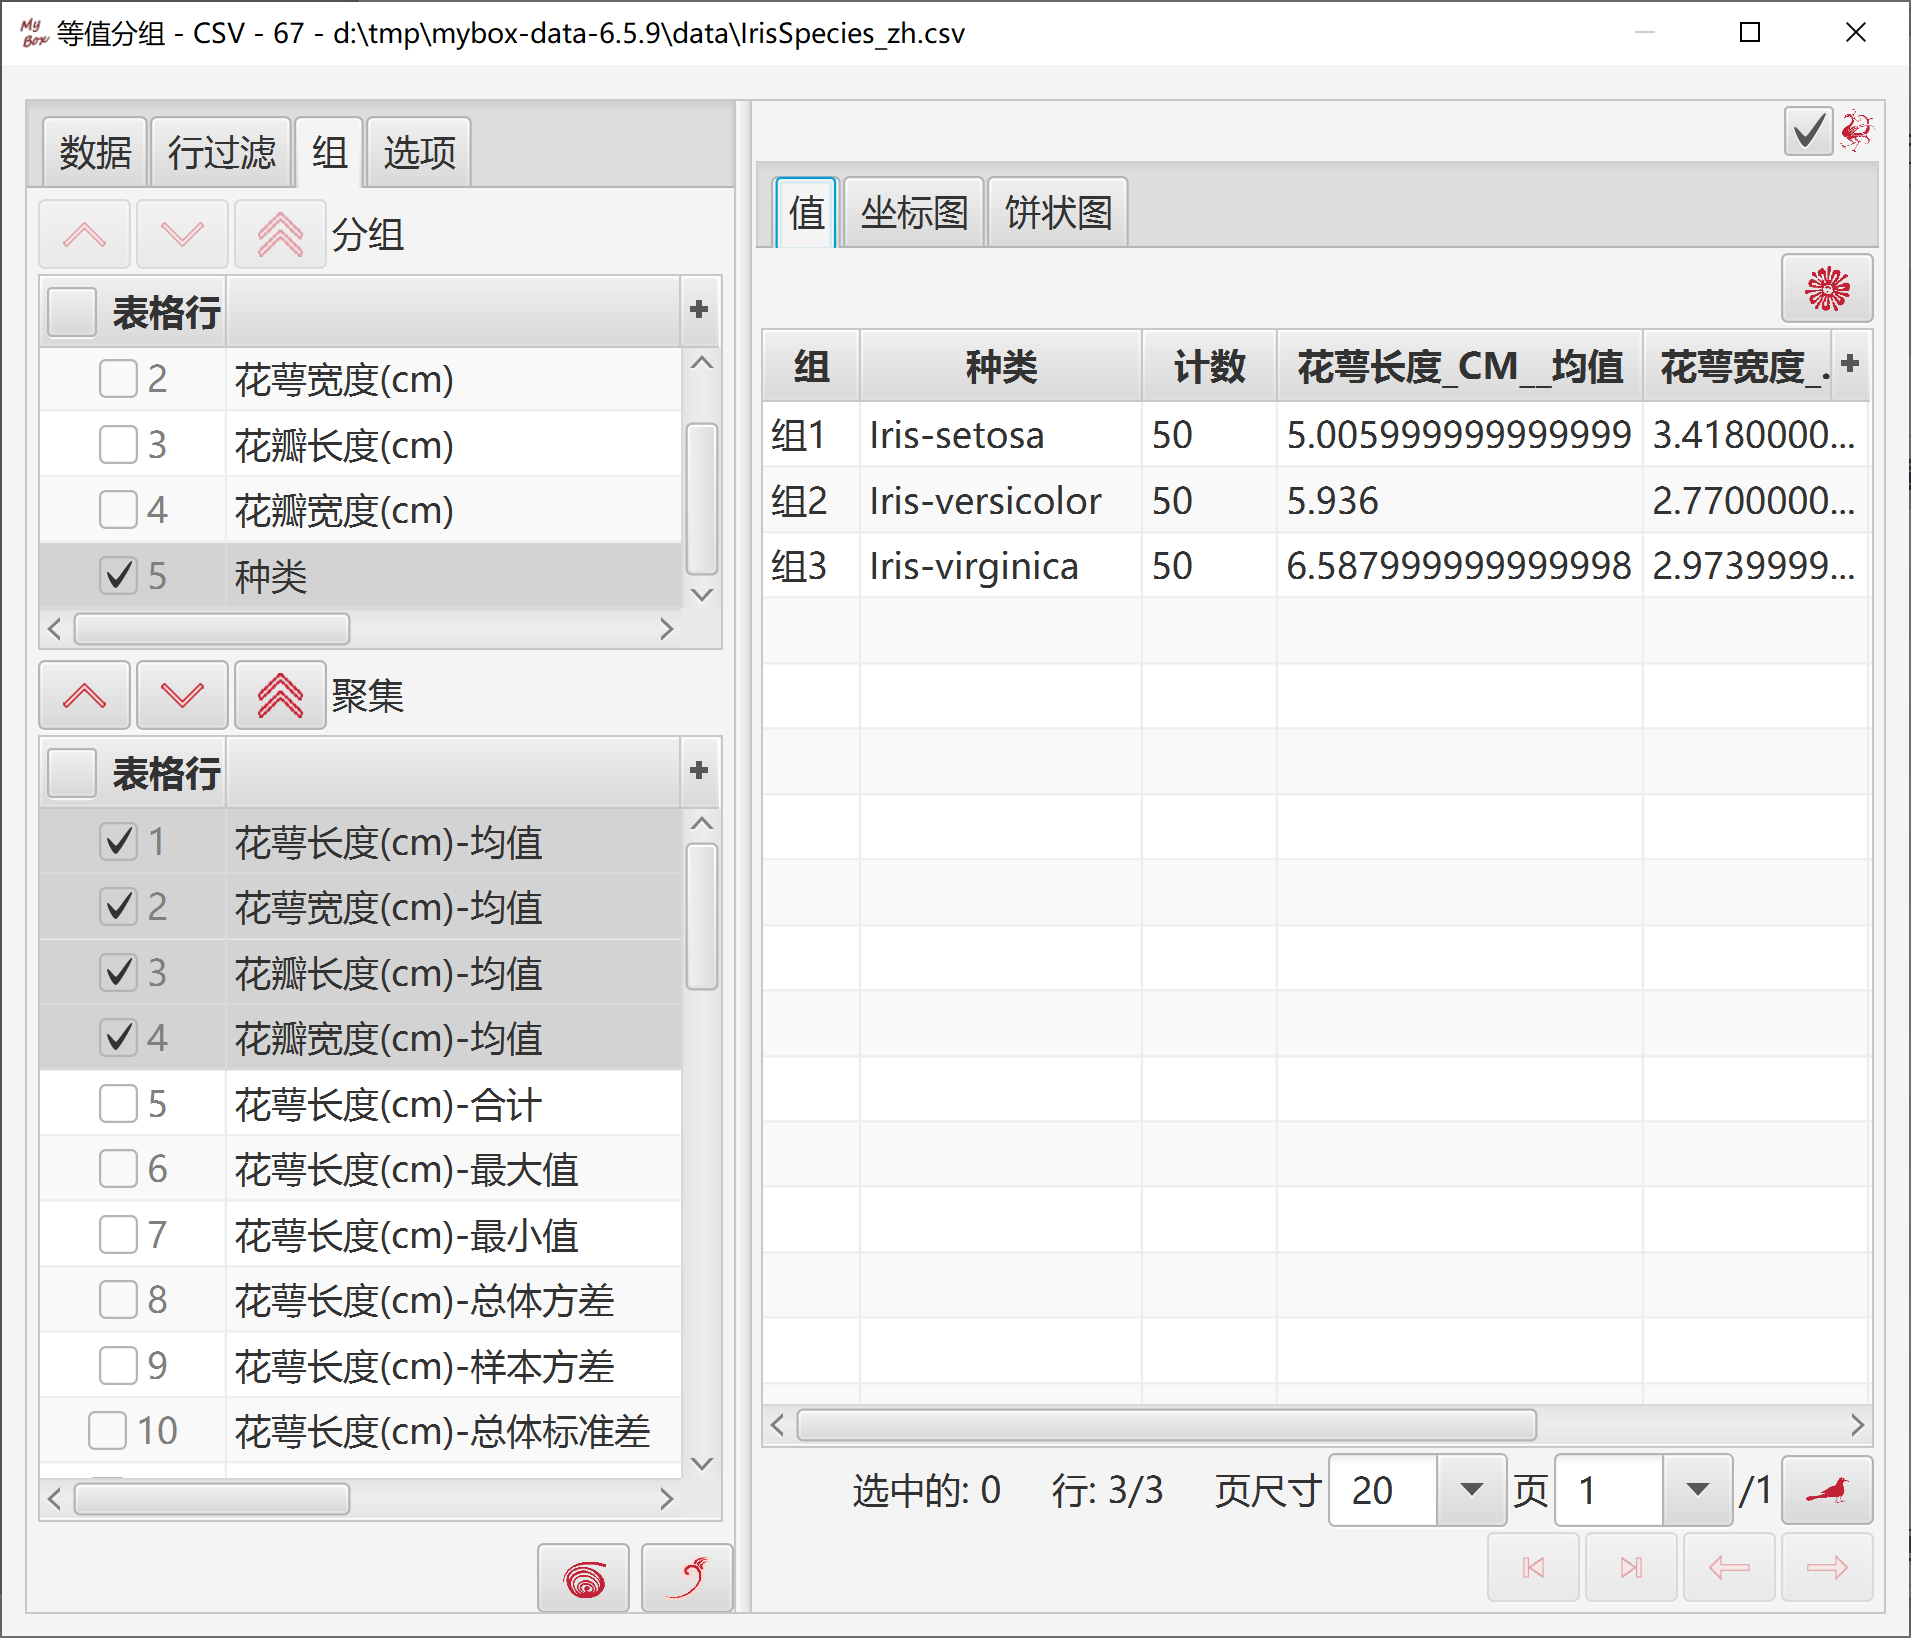 My Box 等值分组 - CSV - 67 - d:\tmp\mybox-data-6.5.9\data\IrisSpecies_zh.csv
数据 行过滤 组 选项
分组
表格行 +
2 花萼宽度(cm)
3 花瓣长度(cm)
4 花瓣宽度(cm)
5 种类
聚集
表格行 +
1 花萼长度(cm)-均值
2 花萼宽度(cm)-均值
3 花瓣长度(cm)-均值
4 花瓣宽度(cm)-均值
5 花萼长度(cm)-合计
6 花萼长度(cm)-最大值
7 花萼长度(cm)-最小值
8 花萼长度(cm)-总体方差
9 花萼长度(cm)-样本方差
10 花萼长度(cm)-总体标准差
值 坐标图 饼状图
组 种类 计数 花萼长度_CM__均值 花萼宽度_. +
组1 Iris-setosa 50 5.005999999999999 3.4180000...
组2 Iris-versicolor 50 5.936 2.7700000...
组3 Iris-virginica 50 6.587999999999998 2.9739999...
选中的: 0 行: 3/3 页尺寸 20 页 1 /1